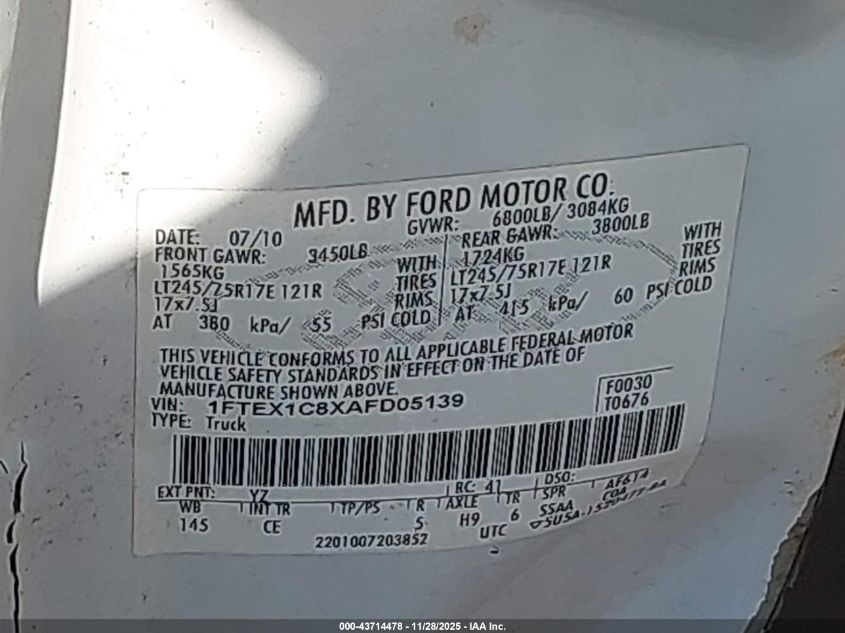 MFD. BY FORD MOTOR CO.
DATE: 07/10 GVWR: 6800LB/ 3084KG
FRONT GAWR: 3450LB REAR GAWR: 3800LB
1565KG WITH 1724KG WITH
LT245/75R17E 121R TIRES LT245/75R17E 121R TIRES
17x7.5J RIMS 17x7.5J RIMS
AT 380 kPa/ 55 PSI COLD AT 415 kPa/ 60 PSI COLD
THIS VEHICLE CONFORMS TO ALL APPLICABLE FEDERAL MOTOR
VEHICLE SAFETY STANDARDS IN EFFECT ON THE DATE OF
MANUFACTURE SHOWN ABOVE.
VIN: 1FTEX1C8XAFD05139 F0030
TYPE: Truck T0676
EXT PNT: YZ RC: 41 DSO: AF6T4
WB INT TR TP/PS R AXLE TR SPR COA
145 CE 5 H9 6 SSAA
2201007203852 UTC
000-43714478 - 11/28/2025 - IAA Inc.